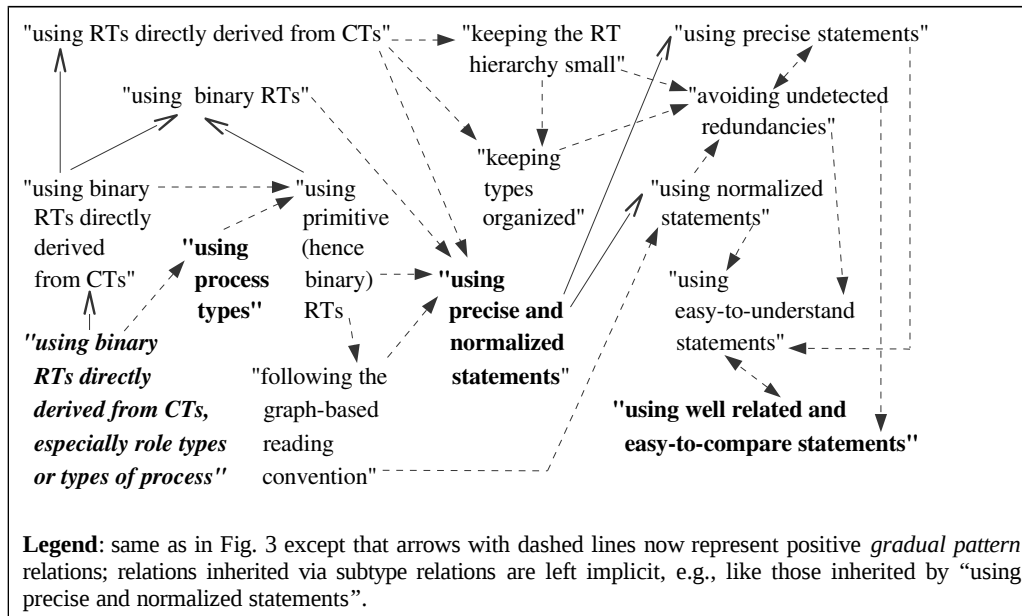 "using RTs directly derived from CTs"
"keeping the RT
hierarchy small"
"using precise statements"
"using binary RTs"
"avoiding undetected
redundancies"
"keeping
types
organized"
"using binary
RTs directly
derived
from CTs"
"using
process
types"
"using
primitive
(hence
binary)
RTs
"using normalized
statements"
"using
precise and
normalized
statements"
"using
easy-to-understand
statements"
"using binary
RTs directly
derived from CTs,
especially role types
or types of process"
"following the
graph-based
reading
convention"
"using well related and
easy-to-compare statements"
Legend: same as in Fig. 3 except that arrows with dashed lines now represent positive gradual pattern
relations; relations inherited via subtype relations are left implicit, e.g., like those inherited by “using
precise and normalized statements”.